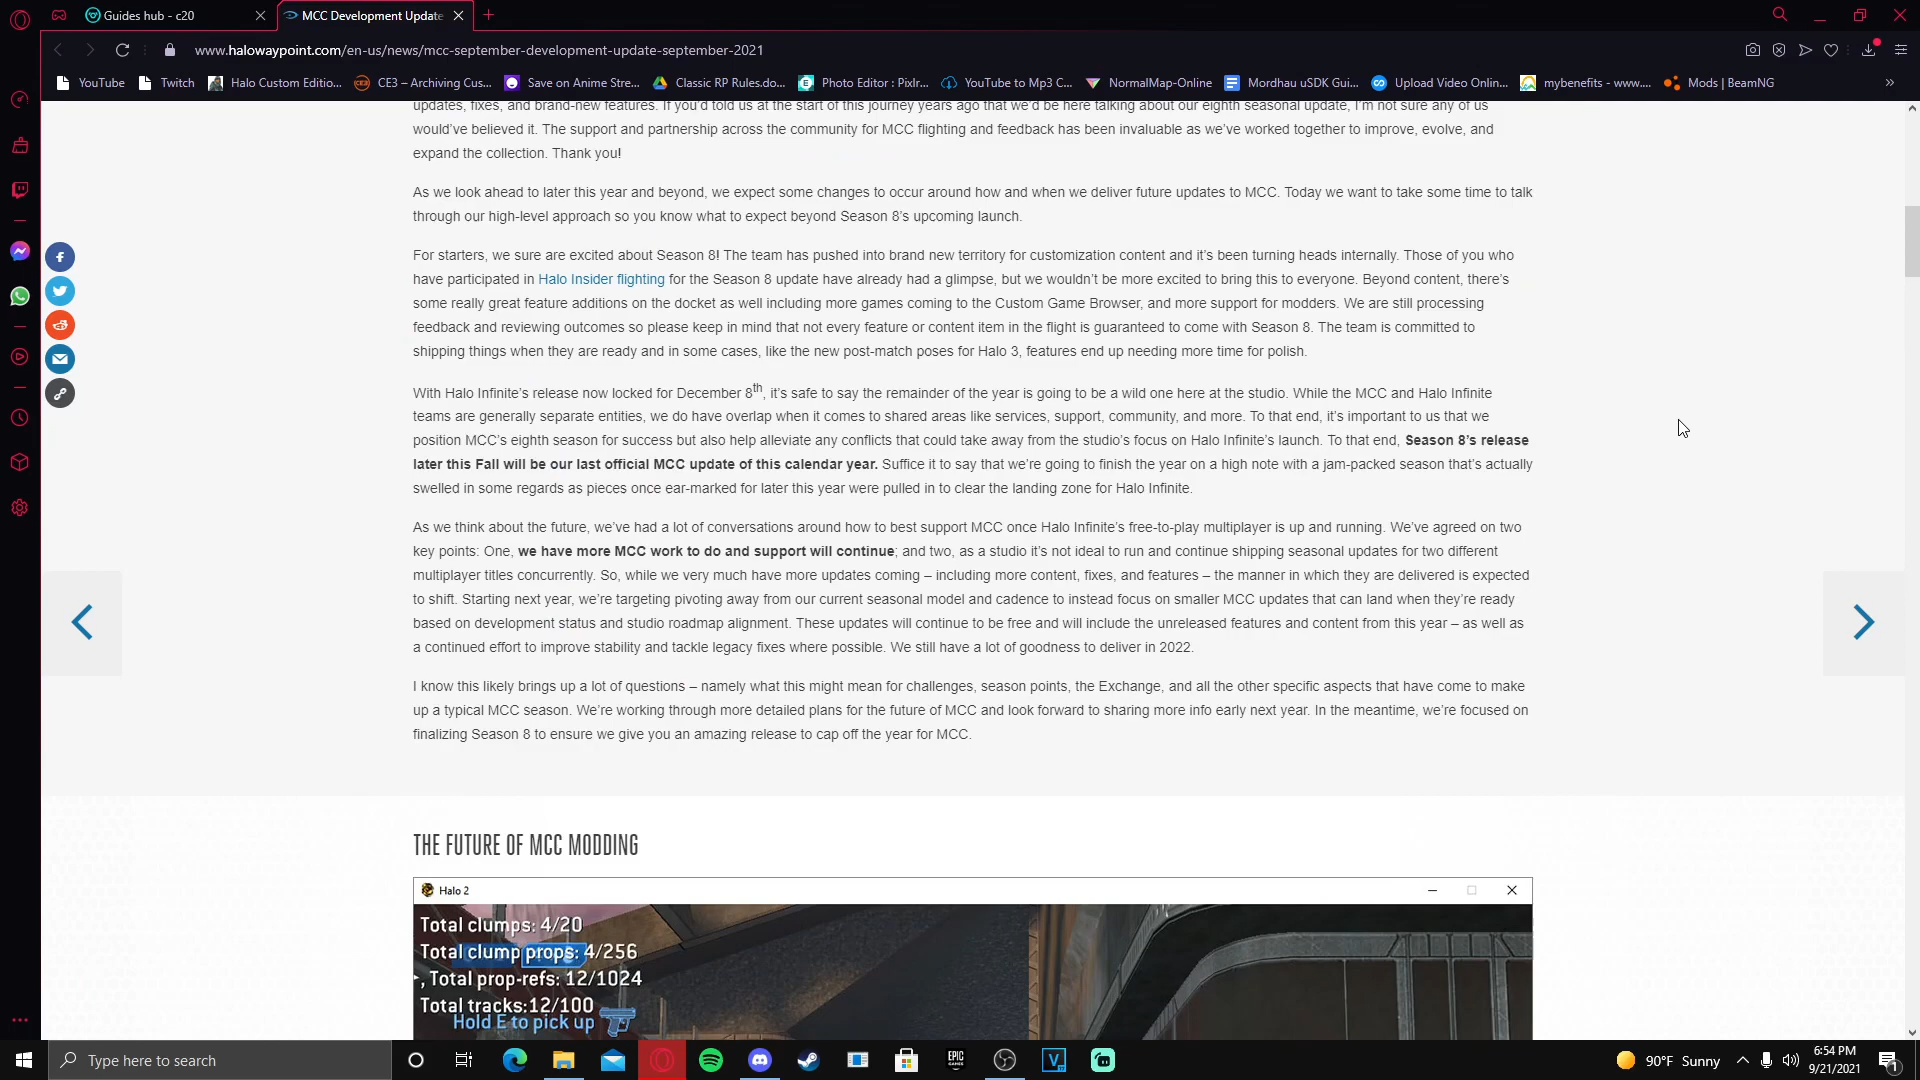 Guides hub - c20
MCC Development Update
www.halowaypoint.com/en-us/news/mcc-september-development-update-september-2021
YouTube Twitch Halo Custom Editio... CE3 – Archiving Cus... Save on Anime Stre... Classic RP Rules.do... Photo Editor : Pixlr... YouTube to Mp3 C... NormalMap-Online Mordhau uSDK Gui... Upload Video Onlin... mybenefits - www.... Mods | BeamNG »
updates, fixes, and brand-new features. If you'd told us at the start of this journey years ago that we'd be here talking about our eighth seasonal update, I'm not sure any of us
would've believed it. The support and partnership across the community for MCC flighting and feedback has been invaluable as we've worked together to improve, evolve, and
expand the collection. Thank you!
As we look ahead to later this year and beyond, we expect some changes to occur around how and when we deliver future updates to MCC. Today we want to take some time to talk
through our high-level approach so you know what to expect beyond Season 8's upcoming launch.
For starters, we sure are excited about Season 8! The team has pushed into brand new territory for customization content and it's been turning heads internally. Those of you who
have participated in Halo Insider flighting for the Season 8 update have already had a glimpse, but we wouldn't be more excited to bring this to everyone. Beyond content, there's
some really great feature additions on the docket as well including more games coming to the Custom Game Browser, and more support for modders. We are still processing
feedback and reviewing outcomes so please keep in mind that not every feature or content item in the flight is guaranteed to come with Season 8. The team is committed to
shipping things when they are ready and in some cases, like the new post-match poses for Halo 3, features end up needing more time for polish.
With Halo Infinite's release now locked for December 8th, it's safe to say the remainder of the year is going to be a wild one here at the studio. While the MCC and Halo Infinite
teams are generally separate entities, we do have overlap when it comes to shared areas like services, support, community, and more. To that end, it's important to us that we
position MCC's eighth season for success but also help alleviate any conflicts that could take away from the studio's focus on Halo Infinite's launch. To that end, Season 8's release
later this Fall will be our last official MCC update of this calendar year. Suffice it to say that we're going to finish the year on a high note with a jam-packed season that's actually
swelled in some regards as pieces once ear-marked for later this year were pulled in to clear the landing zone for Halo Infinite.
As we think about the future, we've had a lot of conversations around how to best support MCC once Halo Infinite's free-to-play multiplayer is up and running. We've agreed on two
key points: One, we have more MCC work to do and support will continue; and two, as a studio it's not ideal to run and continue shipping seasonal updates for two different
multiplayer titles concurrently. So, while we very much have more updates coming – including more content, fixes, and features – the manner in which they are delivered is expected
to shift. Starting next year, we're targeting pivoting away from our current seasonal model and cadence to instead focus on smaller MCC updates that can land when they're ready
based on development status and studio roadmap alignment. These updates will continue to be free and will include the unreleased features and content from this year – as well as
a continued effort to improve stability and tackle legacy fixes where possible. We still have a lot of goodness to deliver in 2022.
I know this likely brings up a lot of questions – namely what this might mean for challenges, season points, the Exchange, and all the other specific aspects that have come to make
up a typical MCC season. We're working through more detailed plans for the future of MCC and look forward to sharing more info early next year. In the meantime, we're focused on
finalizing Season 8 to ensure we give you an amazing release to cap off the year for MCC.
THE FUTURE OF MCC MODDING
Halo 2
Total clumps: 4/20
Total clump props: 4/256
, Total prop-refs: 12/1024
Total tracks:12/100
Hold E to pick up
Type here to search
EPIC GAMES
90°F Sunny
6:54 PM
9/21/2021
1